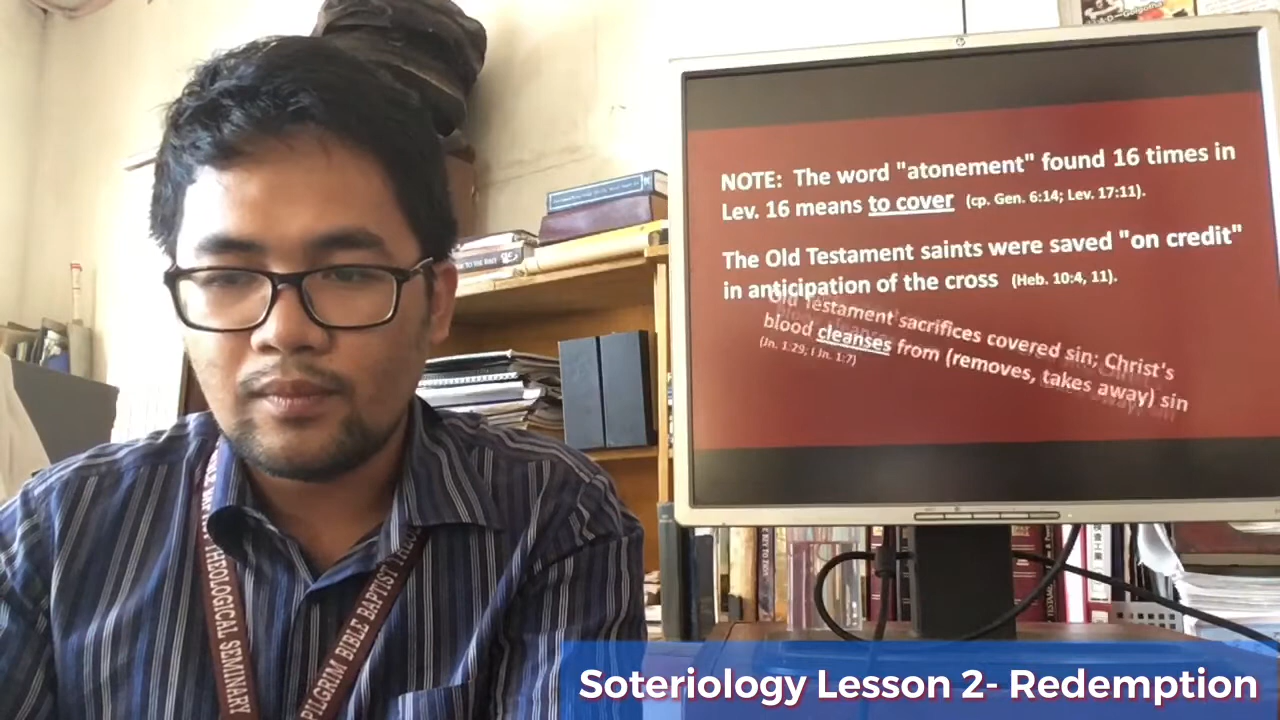 NOTE: The word "atonement" found 16 times in
Lev. 16 means to cover (cp. Gen. 6:14; Lev. 17:11).
The Old Testament saints were saved "on credit"
in anticipation of the cross (Heb. 10:4, 11).
Old Testament sacrifices covered sin; Christ's
blood cleanses from (removes, takes away) sin
(Jn. 1:29; I Jn. 1:7)
THEOLOGICAL SEMINARY
PILGRIM BIBLE BAPTIST
Soteriology Lesson 2- Redemption